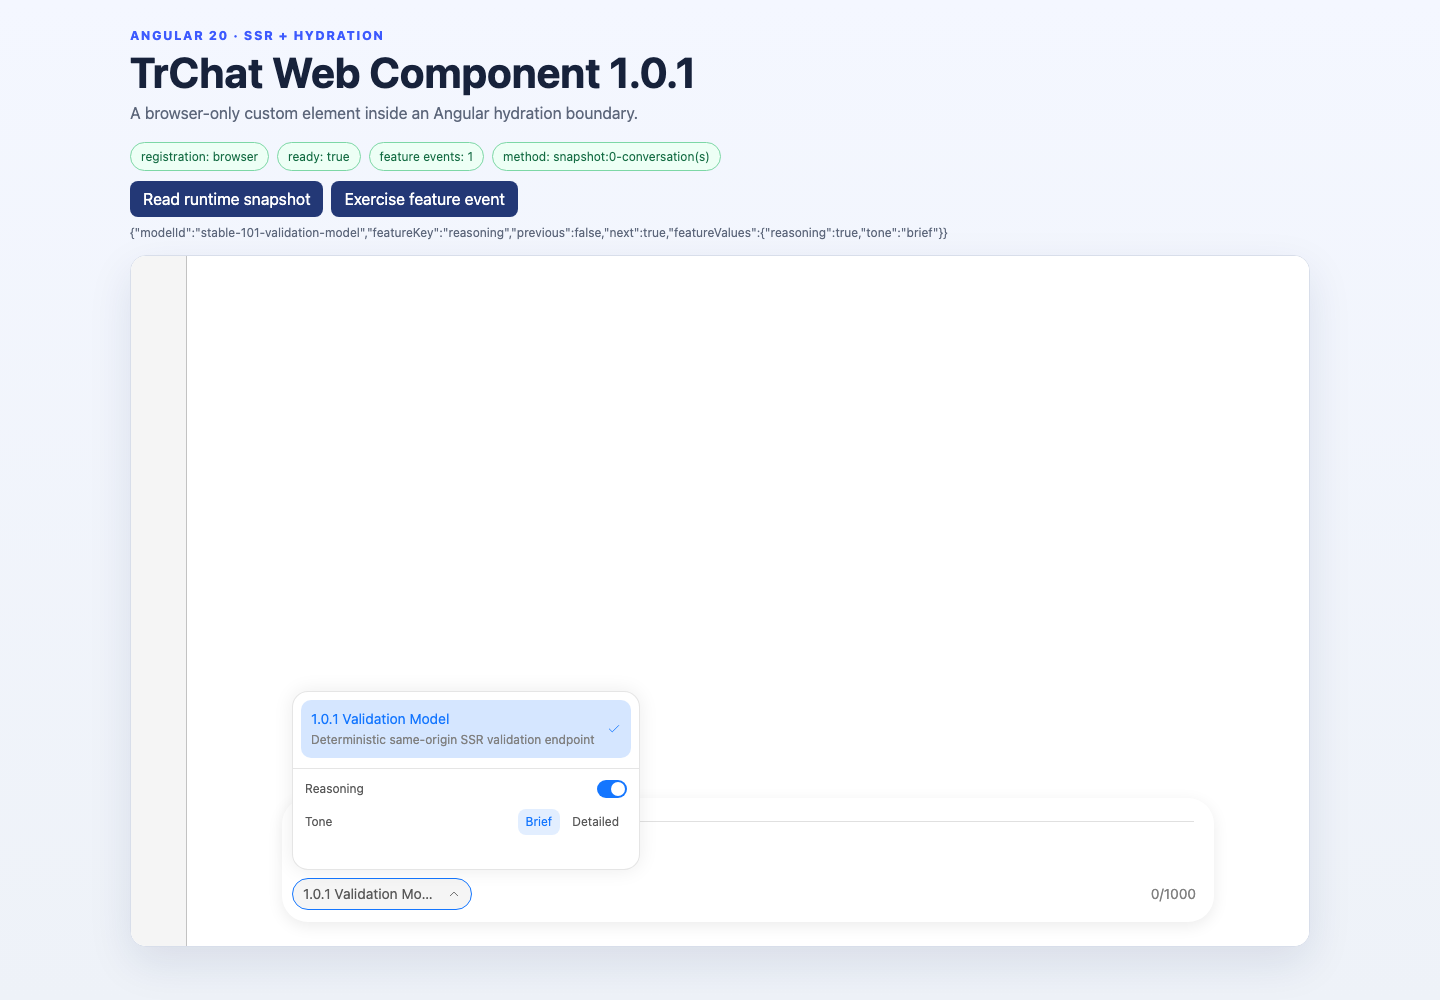 ANGULAR 20 · SSR + HYDRATION
TrChat Web Component 1.0.1
A browser-only custom element inside an Angular hydration boundary.
registration: browser ready: true feature events: 1 method: snapshot:0-conversation(s)
Read runtime snapshot Exercise feature event
{"modelId":"stable-101-validation-model","featureKey":"reasoning","previous":false,"next":true,"featureValues":{"reasoning":true,"tone":"brief"}}
1.0.1 Validation Model
Deterministic same-origin SSR validation endpoint
Reasoning
Tone Brief Detailed
1.0.1 Validation Mo... 0/1000